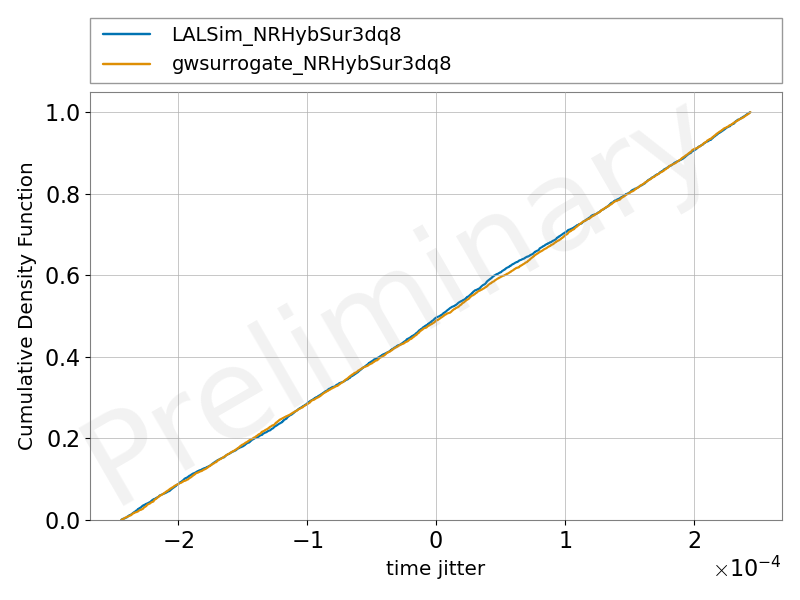 LALSim_NRHybSur3dq8
gwsurrogate_NRHybSur3dq8
Preliminary
Cumulative Density Function
1.0
0.8
0.6
0.4
0.2
0.0
−2 −1 0 1 2
time jitter
×10⁻⁴